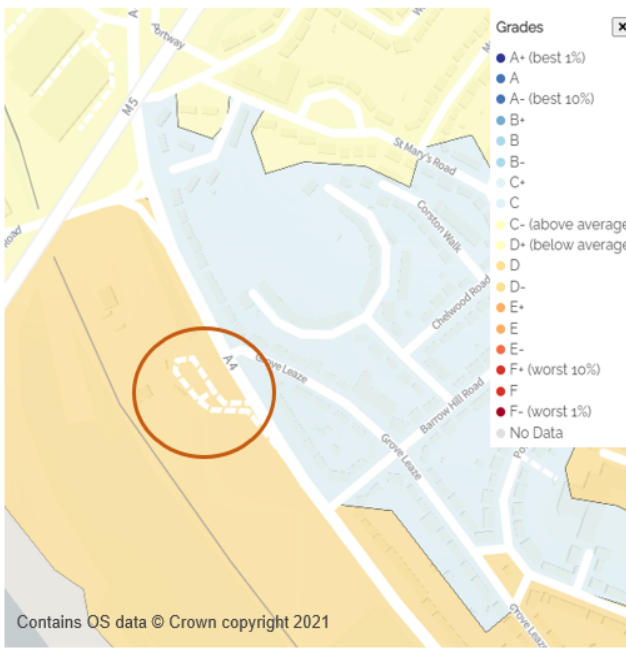 Grades
×
A+ (best 1%)
A
A- (best 10%)
B+
B
B-
C+
C
C- (above average
D+ (below average
D
D-
E+
E
E-
F+ (worst 10%)
F
F- (worst 1%)
No Data
Portway
M5
St Mary's Road
Corston Walk
Chelwood Road
Road
A4
Grove Leaze
Barrow Hill Road
Grove Leaze
Grove Leaze
Contains OS data © Crown copyright 2021